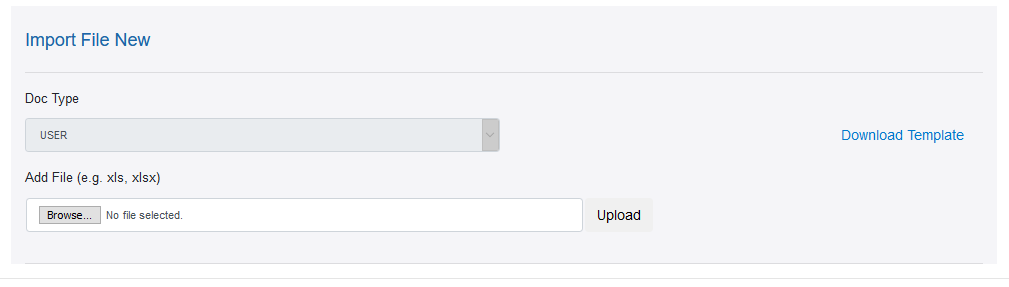 Import File New
Doc Type
USER
Download Template
Add File (e.g. xls, xlsx)
Browse... No file selected. Upload